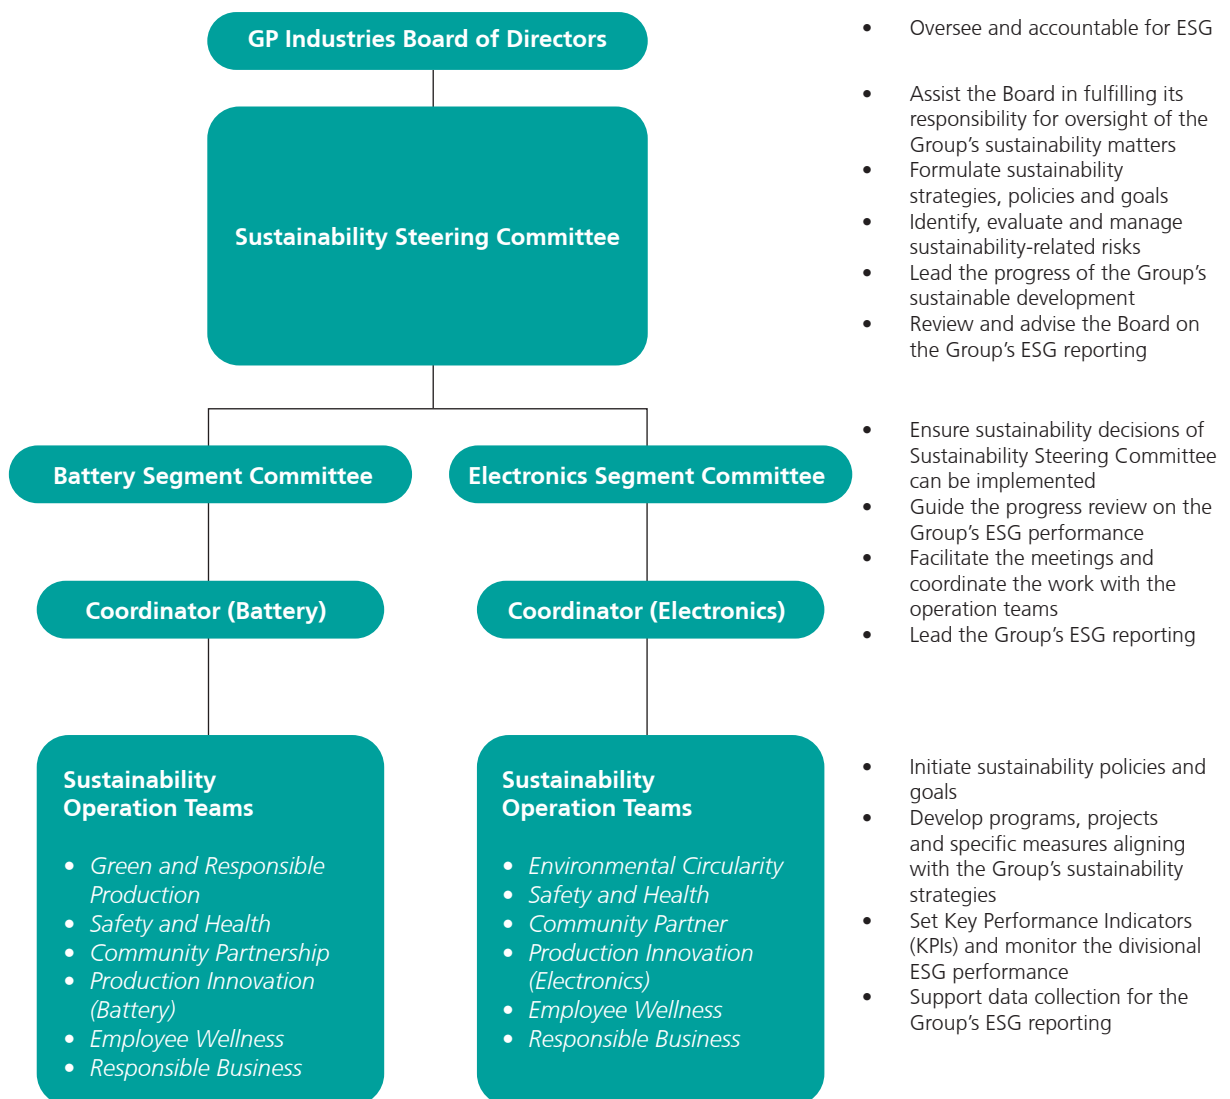 GP Industries Board of Directors
• Oversee and accountable for ESG
Sustainability Steering Committee
• Assist the Board in fulfilling its
responsibility for oversight of the
Group's sustainability matters
• Formulate sustainability
strategies, policies and goals
• Identify, evaluate and manage
sustainability-related risks
• Lead the progress of the Group's
sustainable development
• Review and advise the Board on
the Group's ESG reporting
Battery Segment Committee
Electronics Segment Committee
Coordinator (Battery)
Coordinator (Electronics)
• Ensure sustainability decisions of
Sustainability Steering Committee
can be implemented
• Guide the progress review on the
Group's ESG performance
• Facilitate the meetings and
coordinate the work with the
operation teams
• Lead the Group's ESG reporting
Sustainability
Operation Teams
• Green and Responsible
Production
• Safety and Health
• Community Partnership
• Production Innovation
(Battery)
• Employee Wellness
• Responsible Business
Sustainability
Operation Teams
• Environmental Circularity
• Safety and Health
• Community Partner
• Production Innovation
(Electronics)
• Employee Wellness
• Responsible Business
• Initiate sustainability policies and
goals
• Develop programs, projects
and specific measures aligning
with the Group's sustainability
strategies
• Set Key Performance Indicators
(KPIs) and monitor the divisional
ESG performance
• Support data collection for the
Group's ESG reporting